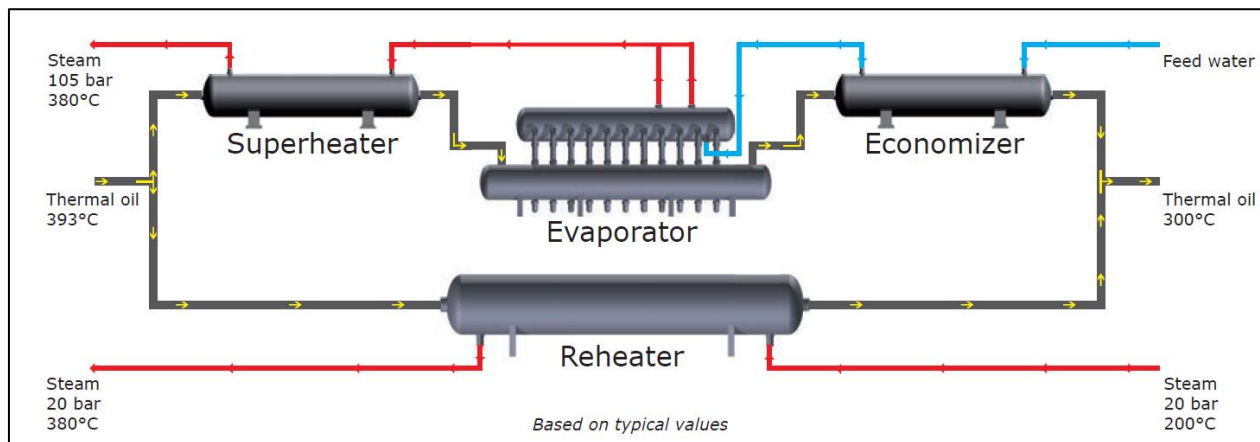 Steam
105 bar
380°C
Superheater
Economizer
Feed water
Thermal oil
393°C
Evaporator
Thermal oil
300°C
Reheater
Steam
20 bar
380°C
Based on typical values
Steam
20 bar
200°C